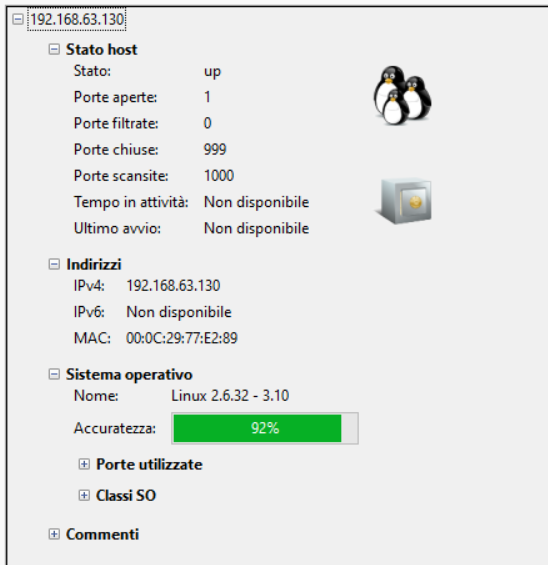 192.168.63.130
Stato host
Stato: up
Porte aperte: 1
Porte filtrate: 0
Porte chiuse: 999
Porte scansite: 1000
Tempo in attività: Non disponibile
Ultimo avvio: Non disponibile
Indirizzi
IPv4: 192.168.63.130
IPv6: Non disponibile
MAC: 00:0C:29:77:E2:89
Sistema operativo
Nome: Linux 2.6.32 - 3.10
Accuratezza: 92%
Porte utilizzate
Classi SO
Commenti